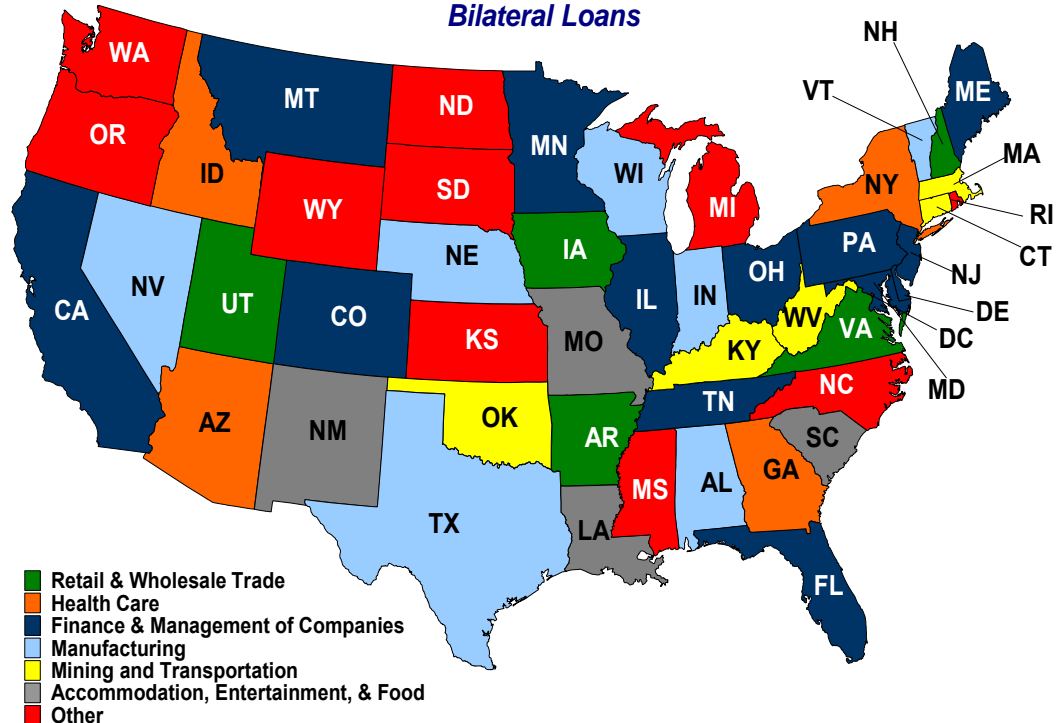 Bilateral Loans
NH
WA
VT
ME
MT
ND
MN
OR
MA
ID
WI
NY
SD
WY
MI
RI
PA
CT
IA
NE
OH
NJ
NV
IL
IN
CA
UT
CO
DE
WV
VA
DC
KS
MO
KY
MD
NC
TN
OK
AZ
NM
AR
SC
GA
MS
AL
TX
LA
FL
Retail & Wholesale Trade
Health Care
Finance & Management of Companies
Manufacturing
Mining and Transportation
Accommodation, Entertainment, & Food
Other